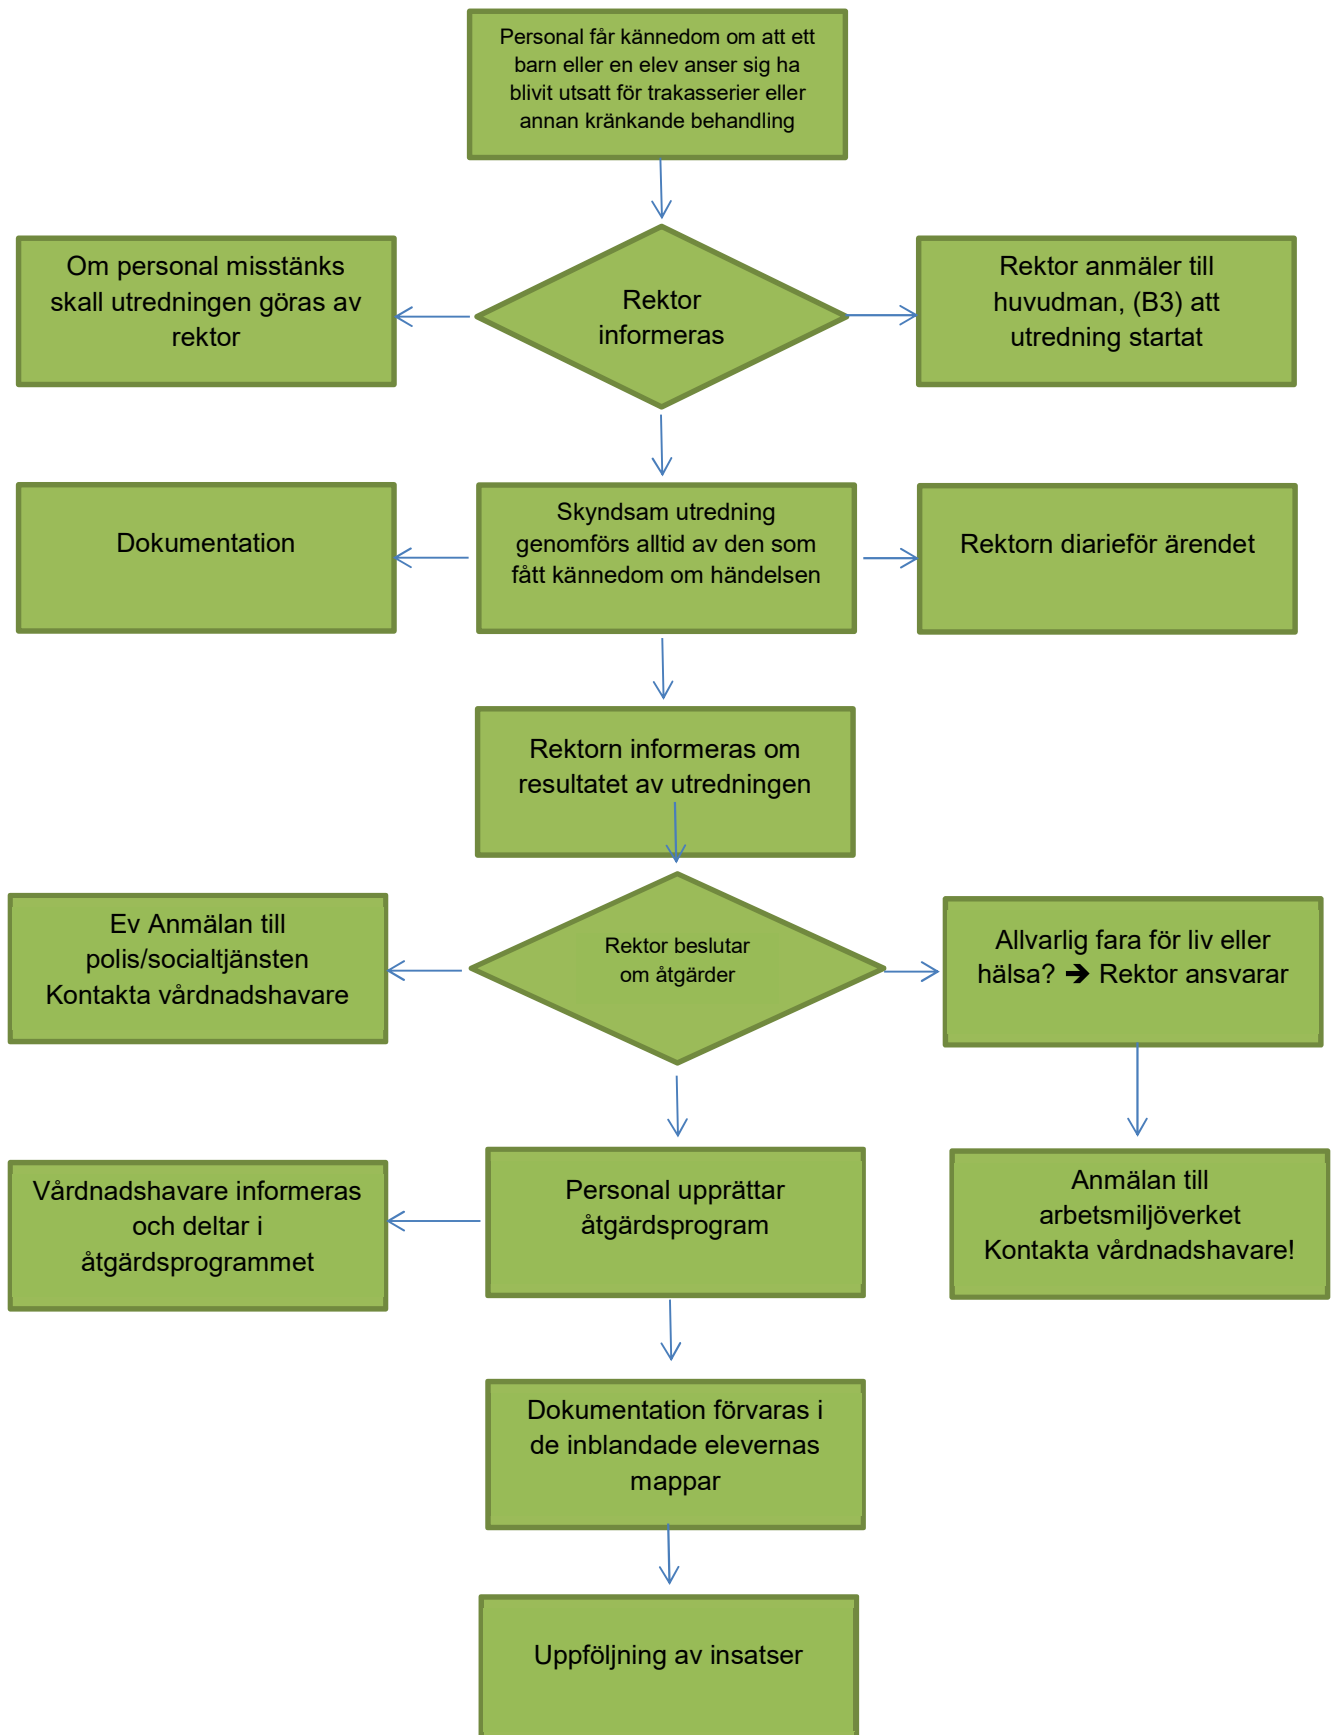 Personal får kännedom om att ett
barn eller en elev anser sig ha
blivit utsatt för trakasserier eller
annan kränkande behandling
Om personal misstänks
skall utredningen göras av
rektor
Rektor
informeras
Rektor anmäler till
huvudman, (B3) att
utredning startat
Dokumentation
Skyndsam utredning
genomförs alltid av den som
fått kännedom om händelsen
Rektorn diarieför ärendet
Rektorn informeras om
resultatet av utredningen
Ev Anmälan till
polis/socialtjänsten
Kontakta vårdnadshavare
Rektor beslutar
om åtgärder
Allvarlig fara för liv eller
hälsa? ➔ Rektor ansvarar
Vårdnadshavare informeras
och deltar i
åtgärdsprogrammet
Personal upprättar
åtgärdsprogram
Anmälan till
arbetsmiljöverket
Kontakta vårdnadshavare!
Dokumentation förvaras i
de inblandade elevernas
mappar
Uppföljning av insatser